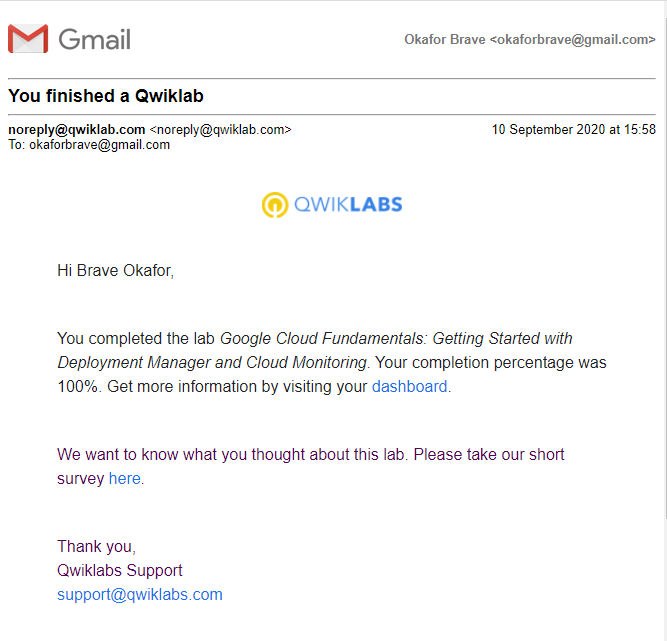 Gmail
Okafor Brave <okaforbrave@gmail.com>
You finished a Qwiklab
noreply@qwiklab.com <noreply@qwiklab.com>
10 September 2020 at 15:58
To: okaforbrave@gmail.com
QWIKLABS
Hi Brave Okafor,
You completed the lab Google Cloud Fundamentals: Getting Started with
Deployment Manager and Cloud Monitoring. Your completion percentage was
100%. Get more information by visiting your dashboard.
We want to know what you thought about this lab. Please take our short
survey here.
Thank you,
Qwiklabs Support
support@qwiklabs.com